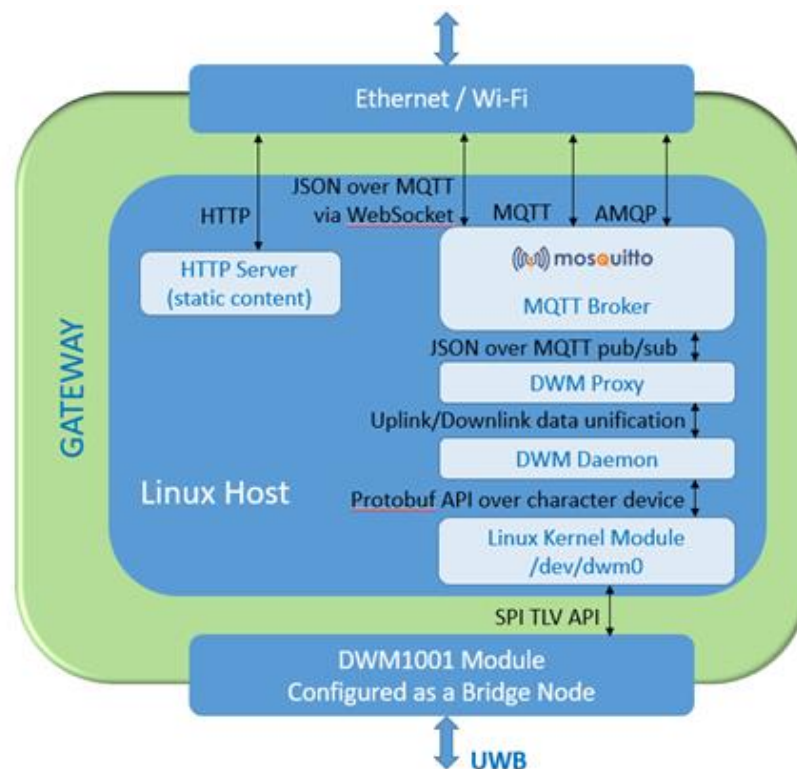 Ethernet / Wi-Fi
JSON over MQTT
via WebSocket
HTTP
MQTT
AMQP
HTTP Server
(static content)
mosquitto
MQTT Broker
JSON over MQTT pub/sub
DWM Proxy
Uplink/Downlink data unification
DWM Daemon
GATEWAY
Linux Host
Protobuf API over character device
Linux Kernel Module
/dev/dwm0
SPI TLV API
DWM1001 Module
Configured as a Bridge Node
UWB